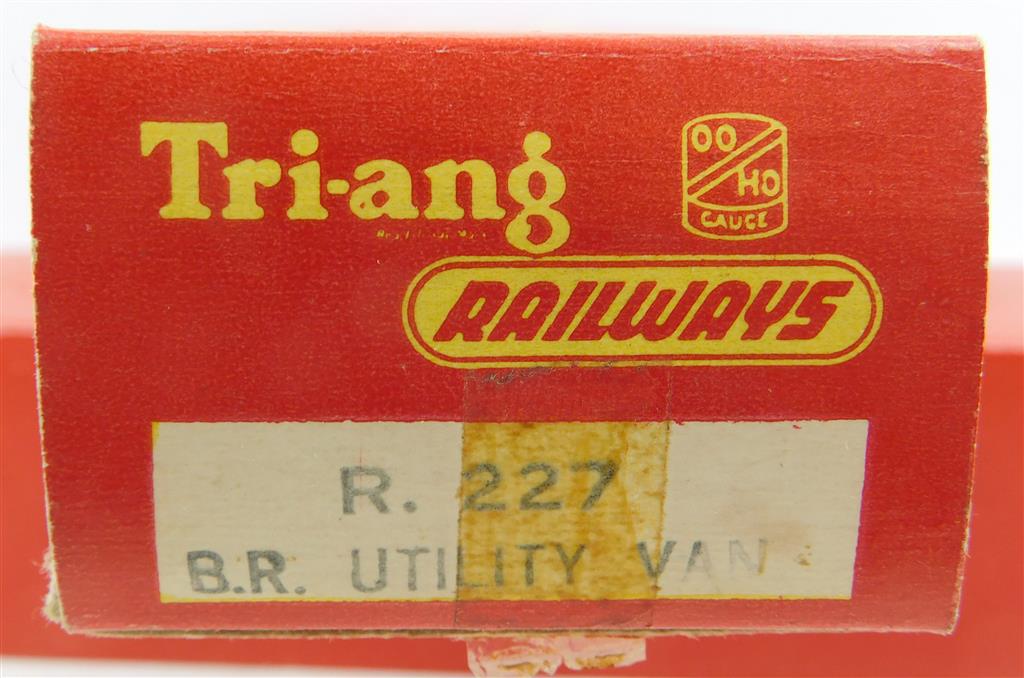 Tri-ang
OO
HO
GAUGE
RAILWAYS
R. 227
B.R. UTILITY VAN